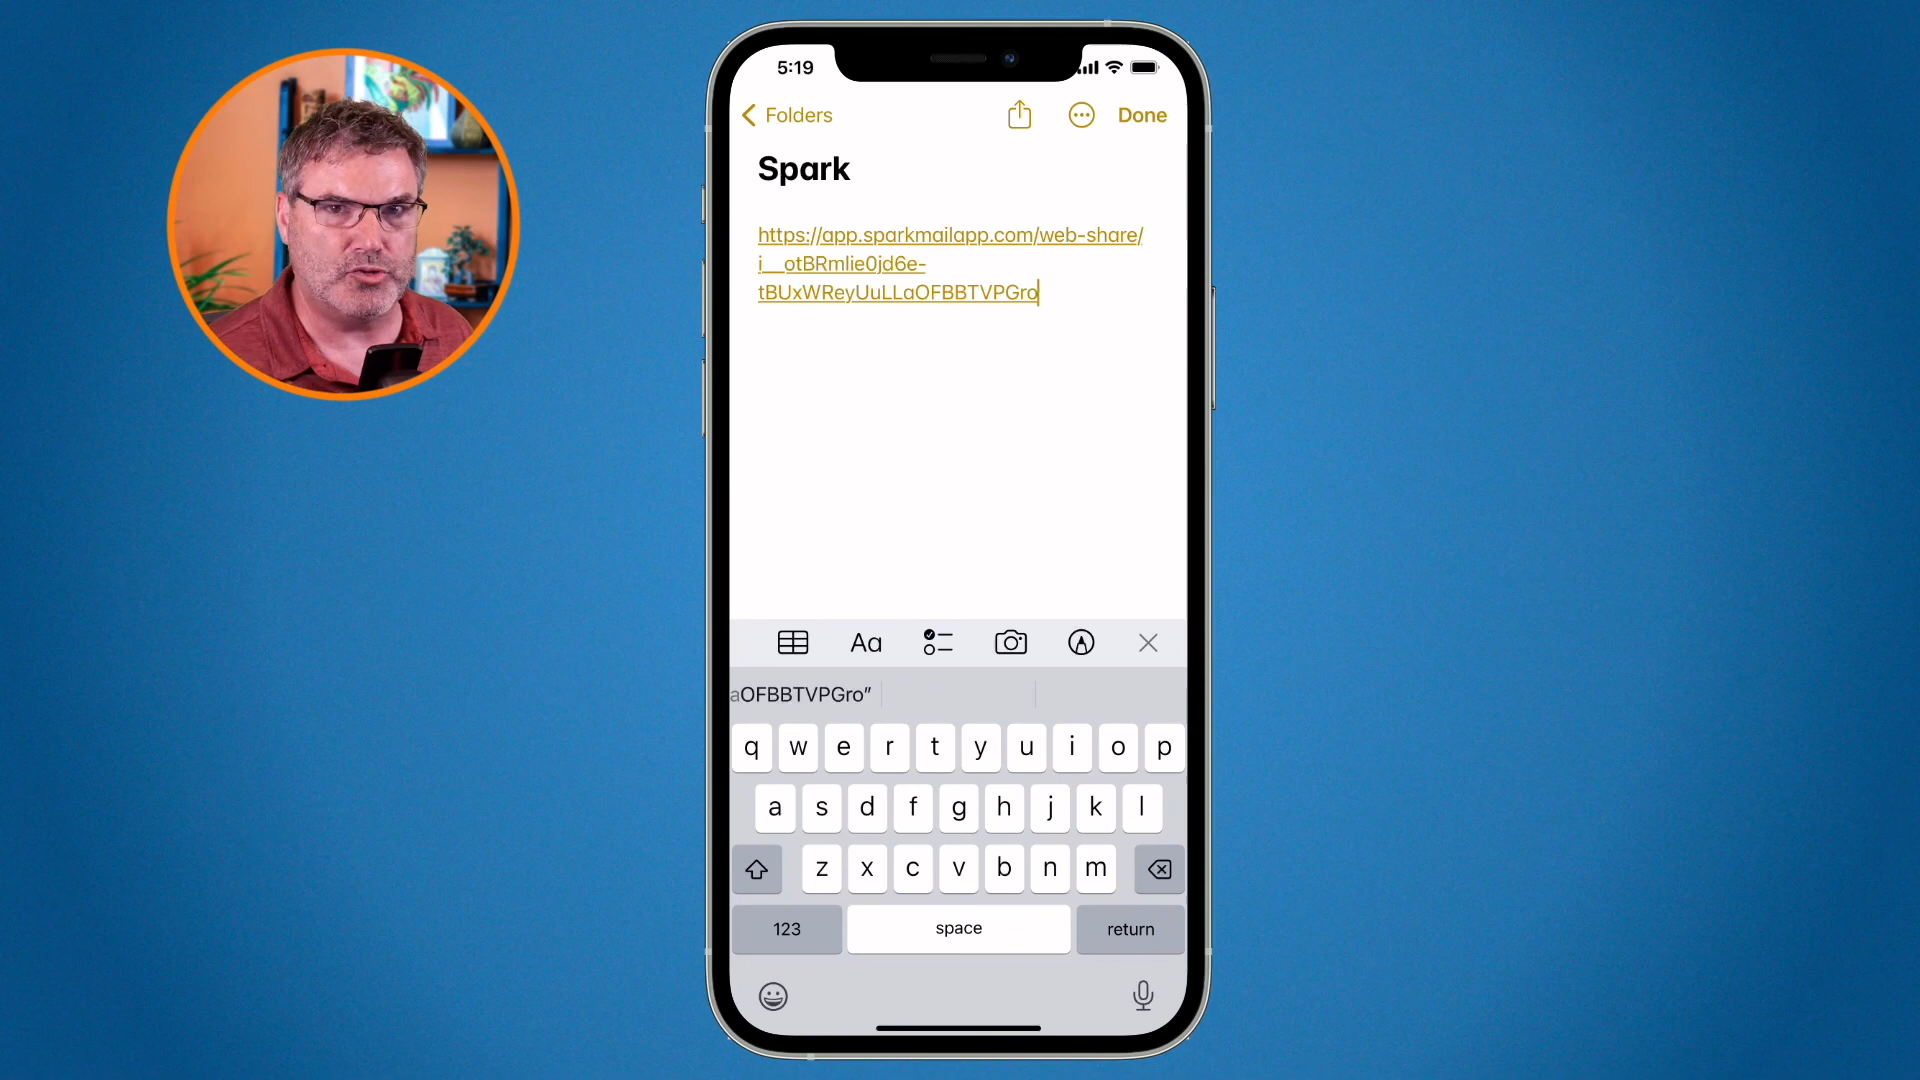 5:19
Folders
Done
Spark
https://app.sparkmailapp.com/web-share/
i__otBRmlie0jd6e-
tBUxWReyUuLLaOFBBTVPGro
Aa
aOFBBTVPGro”
q w e r t y u i o p
a s d f g h j k l
z x c v b n m
123 space return